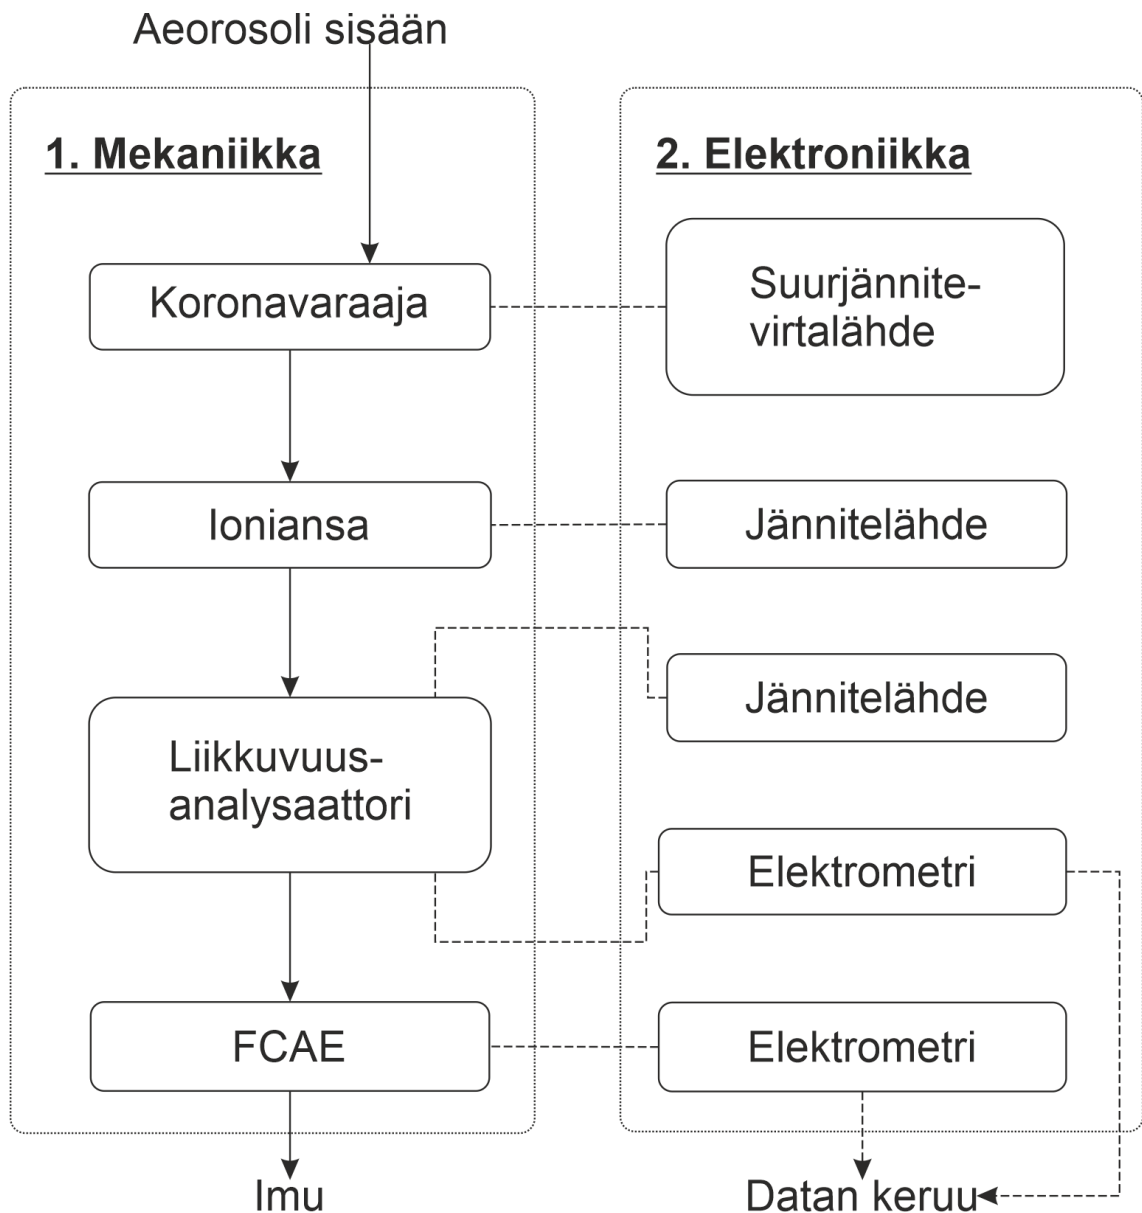 Aeorosoli sisään
1. Mekaniikka
Koronavaraaja
Ioniansa
Liikkuvuus-
analysaattori
FCAE
Imu
2. Elektroniikka
Suurjännite-
virtalähde
Jännitelähde
Jännitelähde
Elektrometri
Elektrometri
Datan keruu